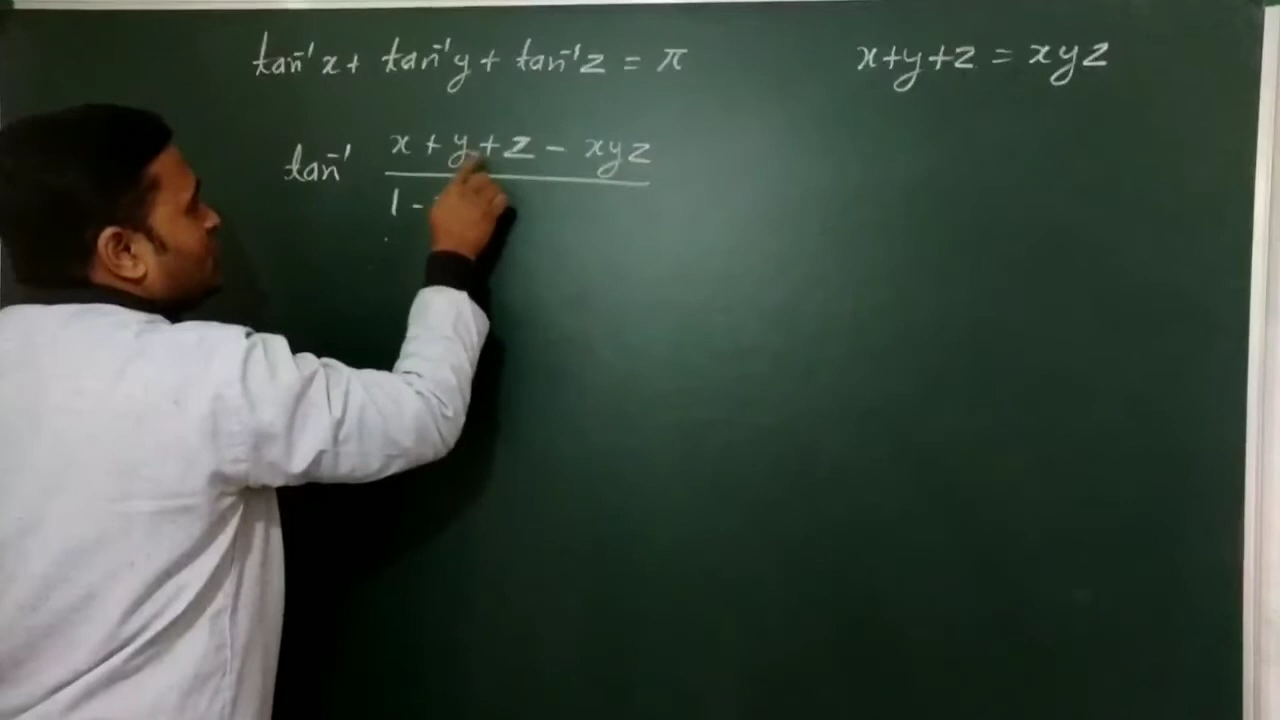 tan⁻¹x + tan⁻¹y + tan⁻¹z = π
x+y+z = xyz
tan⁻¹ x + y + z - xyz
1 -